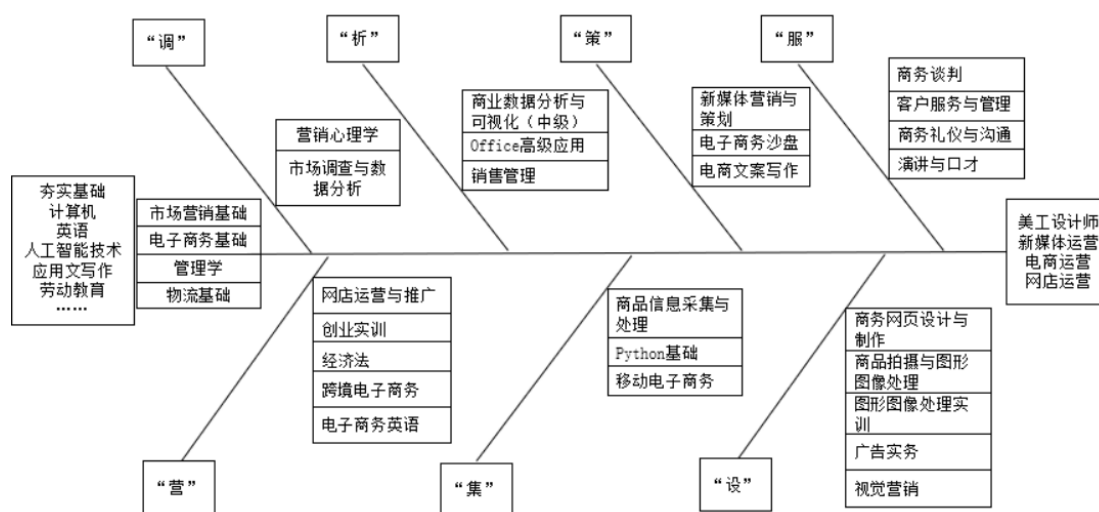 “调”
“析”
“策”
“服”
营销心理学
市场调查与数
据分析
商业数据分析与
可视化（中级）
Office高级应用
销售管理
新媒体营销与
策划
电子商务沙盘
电商文案写作
商务谈判
客户服务与管理
商务礼仪与沟通
演讲与口才
夯实基础
计算机
英语
人工智能技术
应用文写作
劳动教育
……
市场营销基础
电子商务基础
管理学
物流基础
美工设计师
新媒体运营
电商运营
网店运营
网店运营与推广
创业实训
经济法
跨境电子商务
电子商务英语
商品信息采集与
处理
Python基础
移动电子商务
商务网页设计与
制作
商品拍摄与图形
图像处理
图形图像处理实
训
广告实务
视觉营销
“营”
“集”
“设”